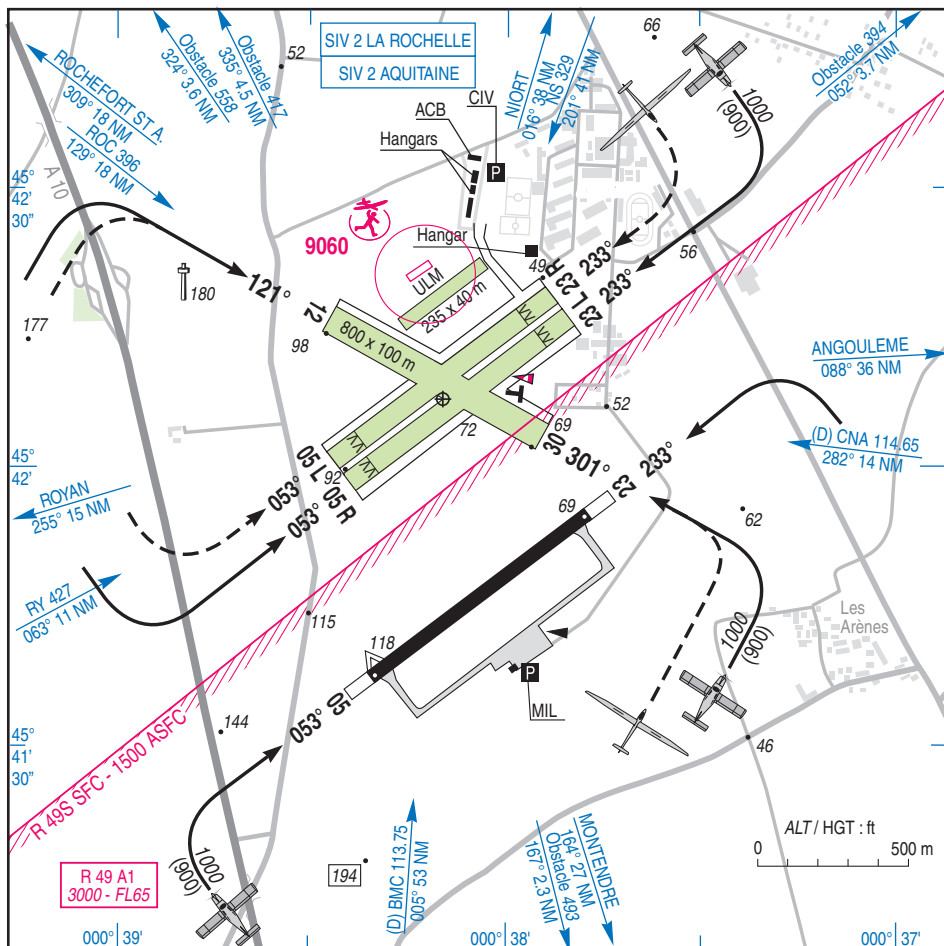 SIV 2 LA ROCHELLE
SIV 2 AQUITAINE
66
52
Obstacle 417
335° 4.5 NM
Obstacle 558
324° 3.6 NM
ROCHEFORT ST A.
309° 18 NM
ROC 396
129° 18 NM
A 10
NIORT
016° 38 NM
NS 329
201° 41 NM
Obstacle 394
052° 3.7 NM
1000
(900)
CIV
ACB
Hangars
P
45°
42'
30"
9060
Hangar
49
56
ULM
235 x 40 m
23 L 23 R
233°
233°
121°
180
177
12
98
800 x 100 m
ANGOULEME
088° 36 NM
52
69
72
30
301°
(D) CNA 114.65
282° 14 NM
45°
42'
92
05 L
05 R
053°
053°
233°
23
ROYAN
255° 15 NM
69
62
RY 427
063° 11 NM
115
118
1000
(900)
Les
Arènes
P
MIL
05
053°
144
46
45°
41'
30"
R 49S SFC - 1500 ASFC
1000
(900)
R 49 A1
3000 - FL65
194
(D) BMC 113.75
005° 53 NM
MONTENDRE
164° 27 NM
Obstacle 493
167° 2.3 NM
ALT / HGT : ft
0 500 m
000° 39'
000° 38'
000° 37'